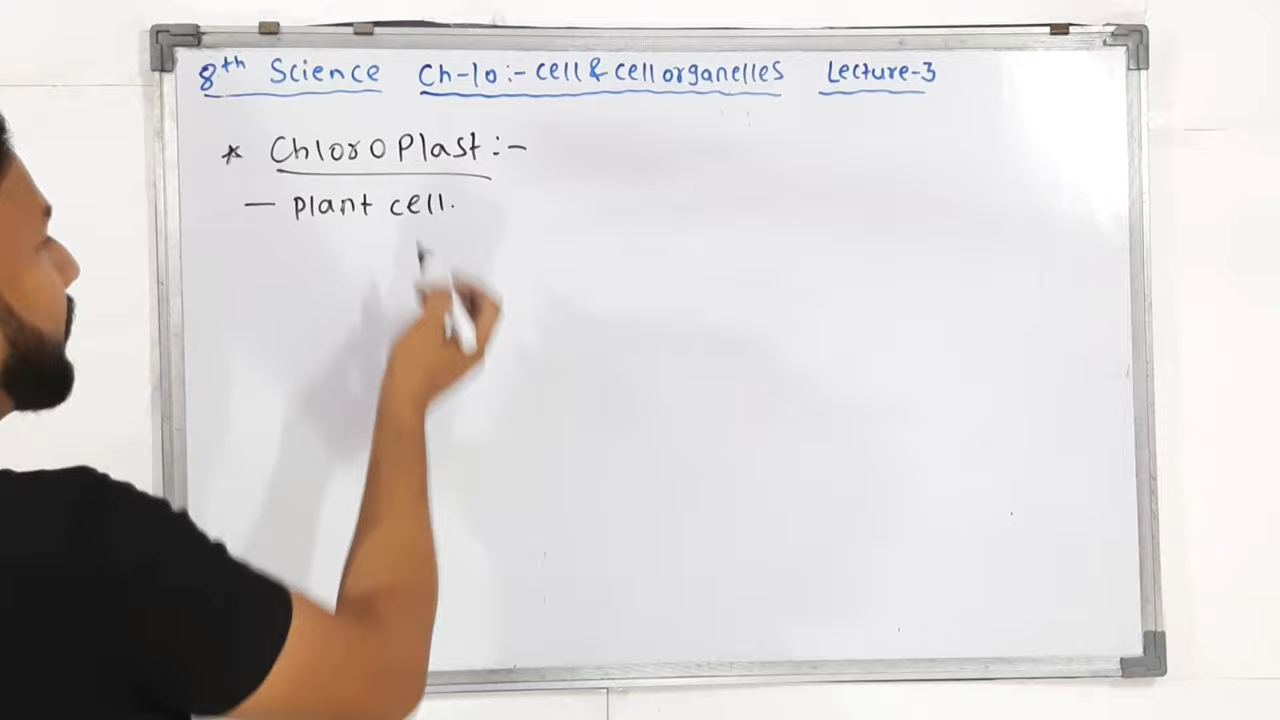 8th Science Ch-10:- cell & cell organelles Lecture-3
* Chloroplast:-
— plant cell.